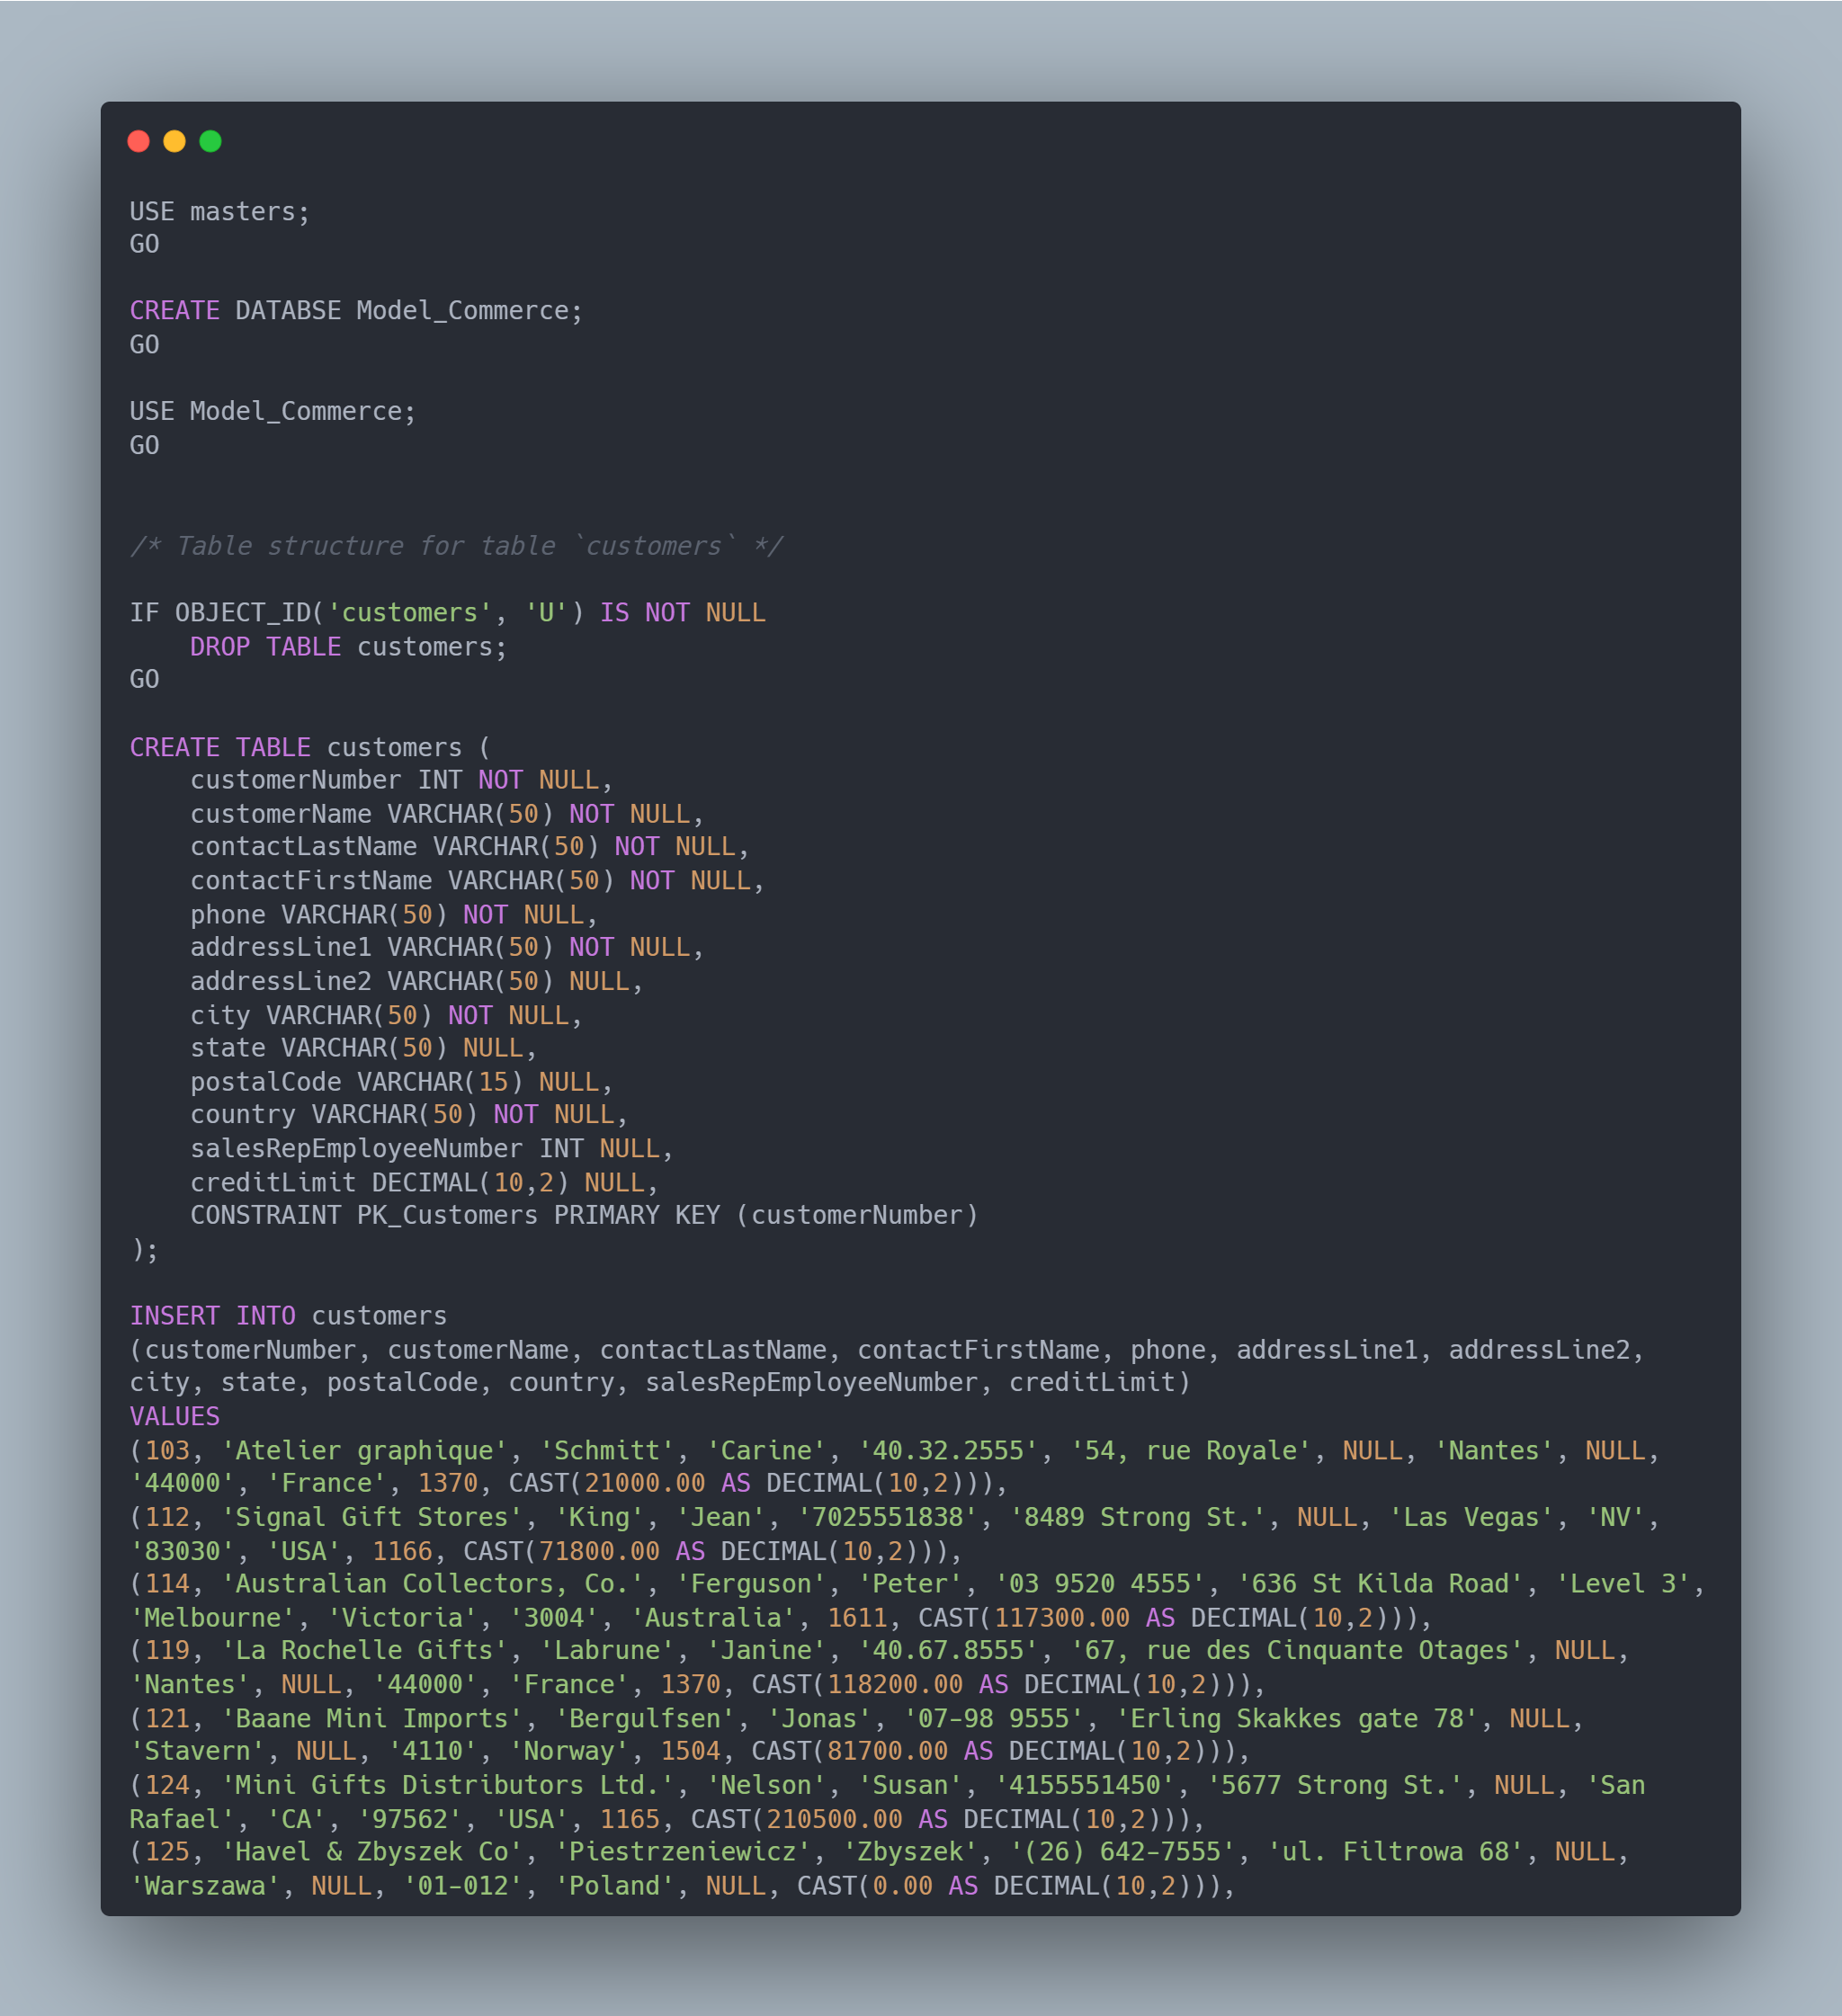 USE masters;
GO
CREATE DATABSE Model_Commerce;
GO
USE Model_Commerce;
GO
/* Table structure for table `customers` */
IF OBJECT_ID('customers', 'U') IS NOT NULL
    DROP TABLE customers;
GO
CREATE TABLE customers (
    customerNumber INT NOT NULL,
    customerName VARCHAR(50) NOT NULL,
    contactLastName VARCHAR(50) NOT NULL,
    contactFirstName VARCHAR(50) NOT NULL,
    phone VARCHAR(50) NOT NULL,
    addressLine1 VARCHAR(50) NOT NULL,
    addressLine2 VARCHAR(50) NULL,
    city VARCHAR(50) NOT NULL,
    state VARCHAR(50) NULL,
    postalCode VARCHAR(15) NULL,
    country VARCHAR(50) NOT NULL,
    salesRepEmployeeNumber INT NULL,
    creditLimit DECIMAL(10,2) NULL,
    CONSTRAINT PK_Customers PRIMARY KEY (customerNumber)
);
INSERT INTO customers
(customerNumber, customerName, contactLastName, contactFirstName, phone, addressLine1, addressLine2,
city, state, postalCode, country, salesRepEmployeeNumber, creditLimit)
VALUES
(103, 'Atelier graphique', 'Schmitt', 'Carine', '40.32.2555', '54, rue Royale', NULL, 'Nantes', NULL,
'44000', 'France', 1370, CAST(21000.00 AS DECIMAL(10,2))),
(112, 'Signal Gift Stores', 'King', 'Jean', '7025551838', '8489 Strong St.', NULL, 'Las Vegas', 'NV',
'83030', 'USA', 1166, CAST(71800.00 AS DECIMAL(10,2))),
(114, 'Australian Collectors, Co.', 'Ferguson', 'Peter', '03 9520 4555', '636 St Kilda Road', 'Level 3',
'Melbourne', 'Victoria', '3004', 'Australia', 1611, CAST(117300.00 AS DECIMAL(10,2))),
(119, 'La Rochelle Gifts', 'Labrune', 'Janine', '40.67.8555', '67, rue des Cinquante Otages', NULL,
'Nantes', NULL, '44000', 'France', 1370, CAST(118200.00 AS DECIMAL(10,2))),
(121, 'Baane Mini Imports', 'Bergulfsen', 'Jonas', '07-98 9555', 'Erling Skakkes gate 78', NULL,
'Stavern', NULL, '4110', 'Norway', 1504, CAST(81700.00 AS DECIMAL(10,2))),
(124, 'Mini Gifts Distributors Ltd.', 'Nelson', 'Susan', '4155551450', '5677 Strong St.', NULL, 'San
Rafael', 'CA', '97562', 'USA', 1165, CAST(210500.00 AS DECIMAL(10,2))),
(125, 'Havel & Zbyszek Co', 'Piestrzeniewicz', 'Zbyszek', '(26) 642-7555', 'ul. Filtrowa 68', NULL,
'Warszawa', NULL, '01-012', 'Poland', NULL, CAST(0.00 AS DECIMAL(10,2))),